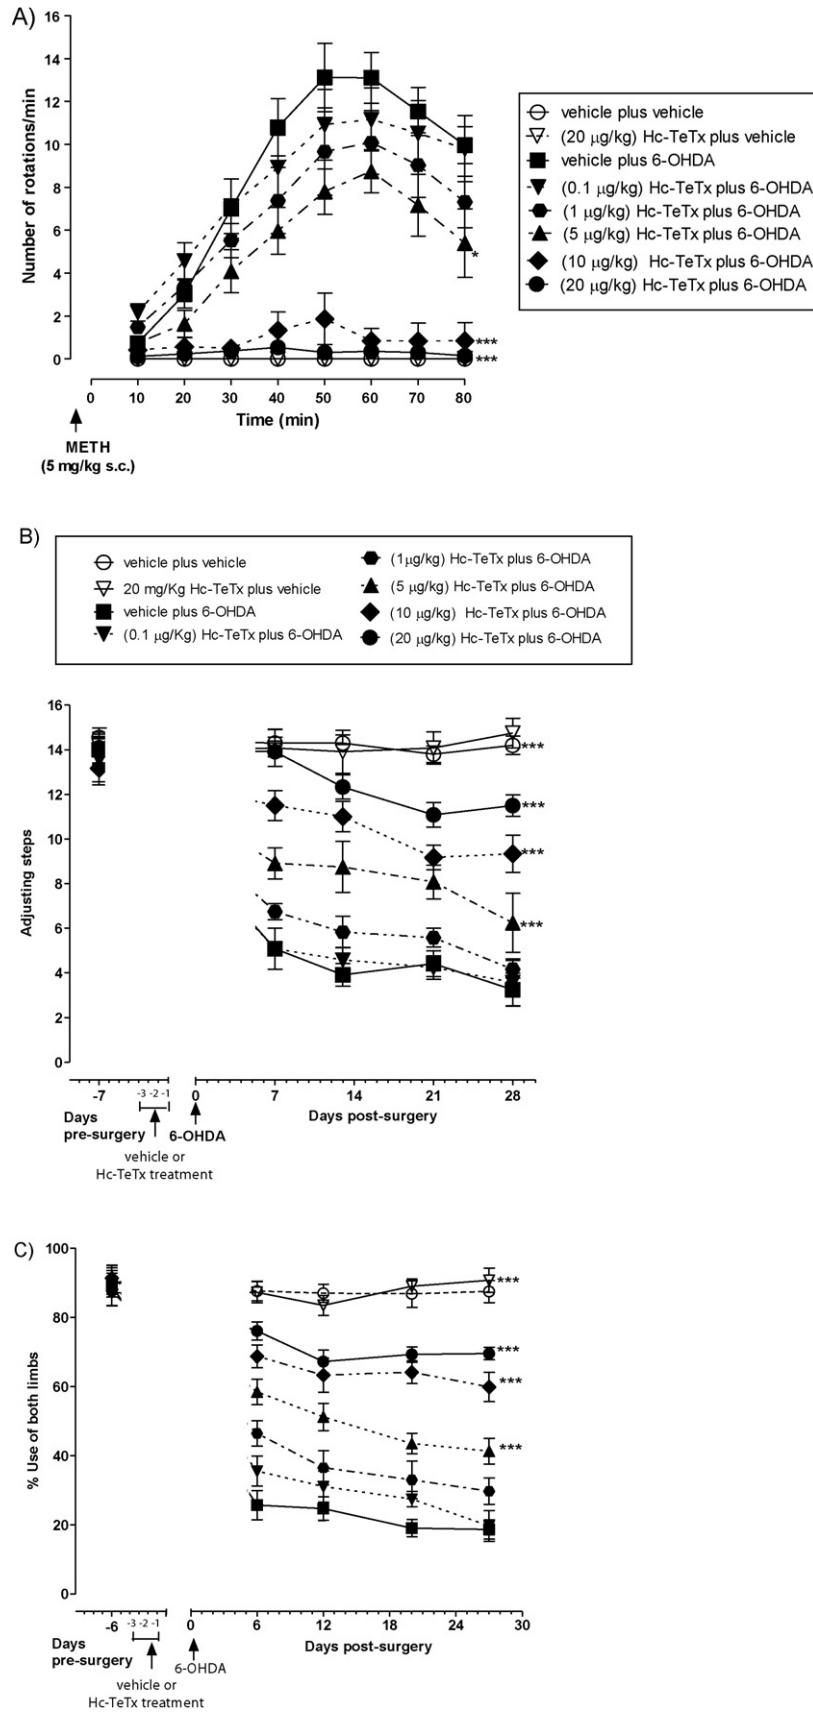 A)
16
14
12
10
8
6
4
2
0
Number of rotations/min
*
***
***
0 10 20 30 40 50 60 70 80
Time (min)
METH
(5 mg/kg s.c.)
vehicle plus vehicle
(20 µg/kg) Hc-TeTx plus vehicle
vehicle plus 6-OHDA
(0.1 µg/kg) Hc-TeTx plus 6-OHDA
(1 µg/kg) Hc-TeTx plus 6-OHDA
(5 µg/kg) Hc-TeTx plus 6-OHDA
(10 µg/kg) Hc-TeTx plus 6-OHDA
(20 µg/kg) Hc-TeTx plus 6-OHDA
B)
vehicle plus vehicle
20 mg/Kg Hc-TeTx plus vehicle
vehicle plus 6-OHDA
(0.1 µg/Kg) Hc-TeTx plus 6-OHDA
(1µg/kg) Hc-TeTx plus 6-OHDA
(5 µg/kg) Hc-TeTx plus 6-OHDA
(10 µg/kg) Hc-TeTx plus 6-OHDA
(20 µg/kg) Hc-TeTx plus 6-OHDA
16
14
12
10
8
6
4
2
0
Adjusting steps
***
***
***
***
-7 0 7 14 21 28
-3 -2 -1
Days
pre-surgery
6-OHDA
Days post-surgery
vehicle or
Hc-TeTx treatment
C)
100
80
60
40
20
0
% Use of both limbs
***
***
***
***
-6 0 6 12 18 24 30
-3 -2 -1
Days
pre-surgery
6-OHDA
Days post-surgery
vehicle or
Hc-TeTx treatment